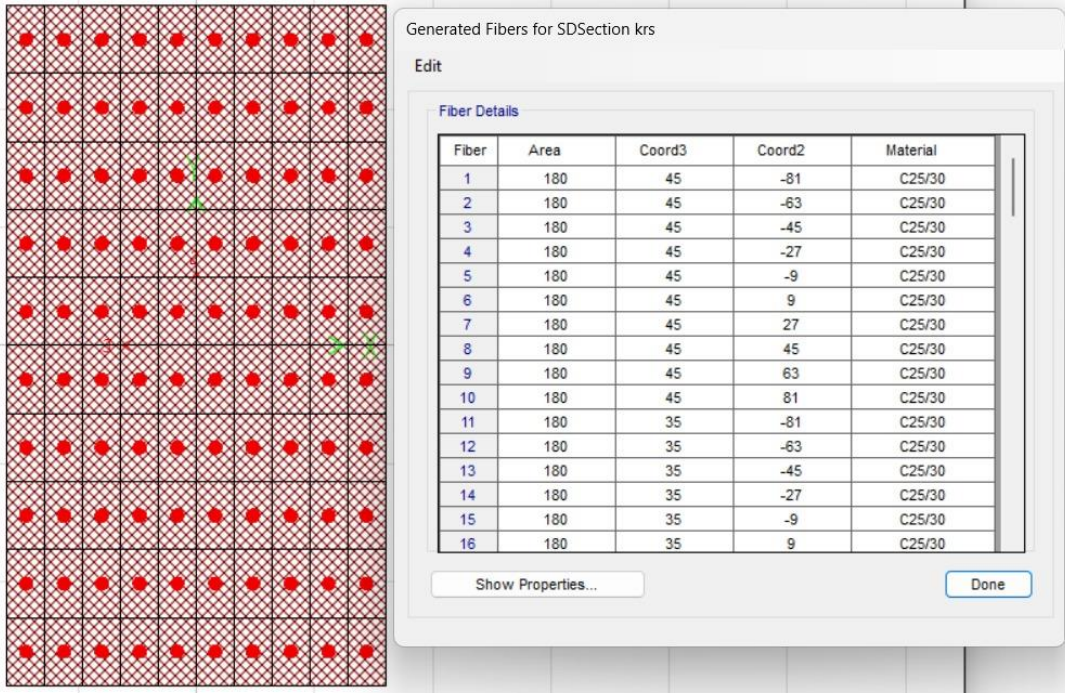 Generated Fibers for SDSection krs
Edit
Fiber Details
Fiber Area Coord3 Coord2 Material
1 180 45 -81 C25/30
2 180 45 -63 C25/30
3 180 45 -45 C25/30
4 180 45 -27 C25/30
5 180 45 -9 C25/30
6 180 45 9 C25/30
7 180 45 27 C25/30
8 180 45 45 C25/30
9 180 45 63 C25/30
10 180 45 81 C25/30
11 180 35 -81 C25/30
12 180 35 -63 C25/30
13 180 35 -45 C25/30
14 180 35 -27 C25/30
15 180 35 -9 C25/30
16 180 35 9 C25/30
Show Properties... Done
Y
3
X